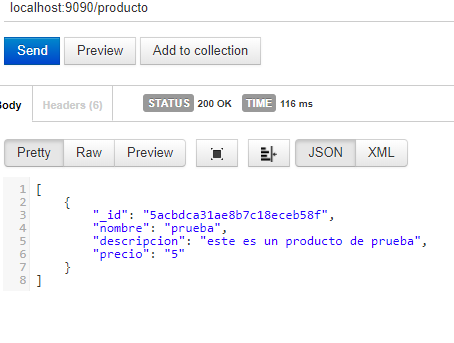 localhost:9090/producto
Send Preview Add to collection
Body Headers (6) STATUS 200 OK TIME 116 ms
Pretty Raw Preview JSON XML
1 [
2 {
3 "_id": "5acbdca31ae8b7c18eceb58f",
4 "nombre": "prueba",
5 "descripcion": "este es un producto de prueba",
6 "precio": "5"
7 }
8 ]